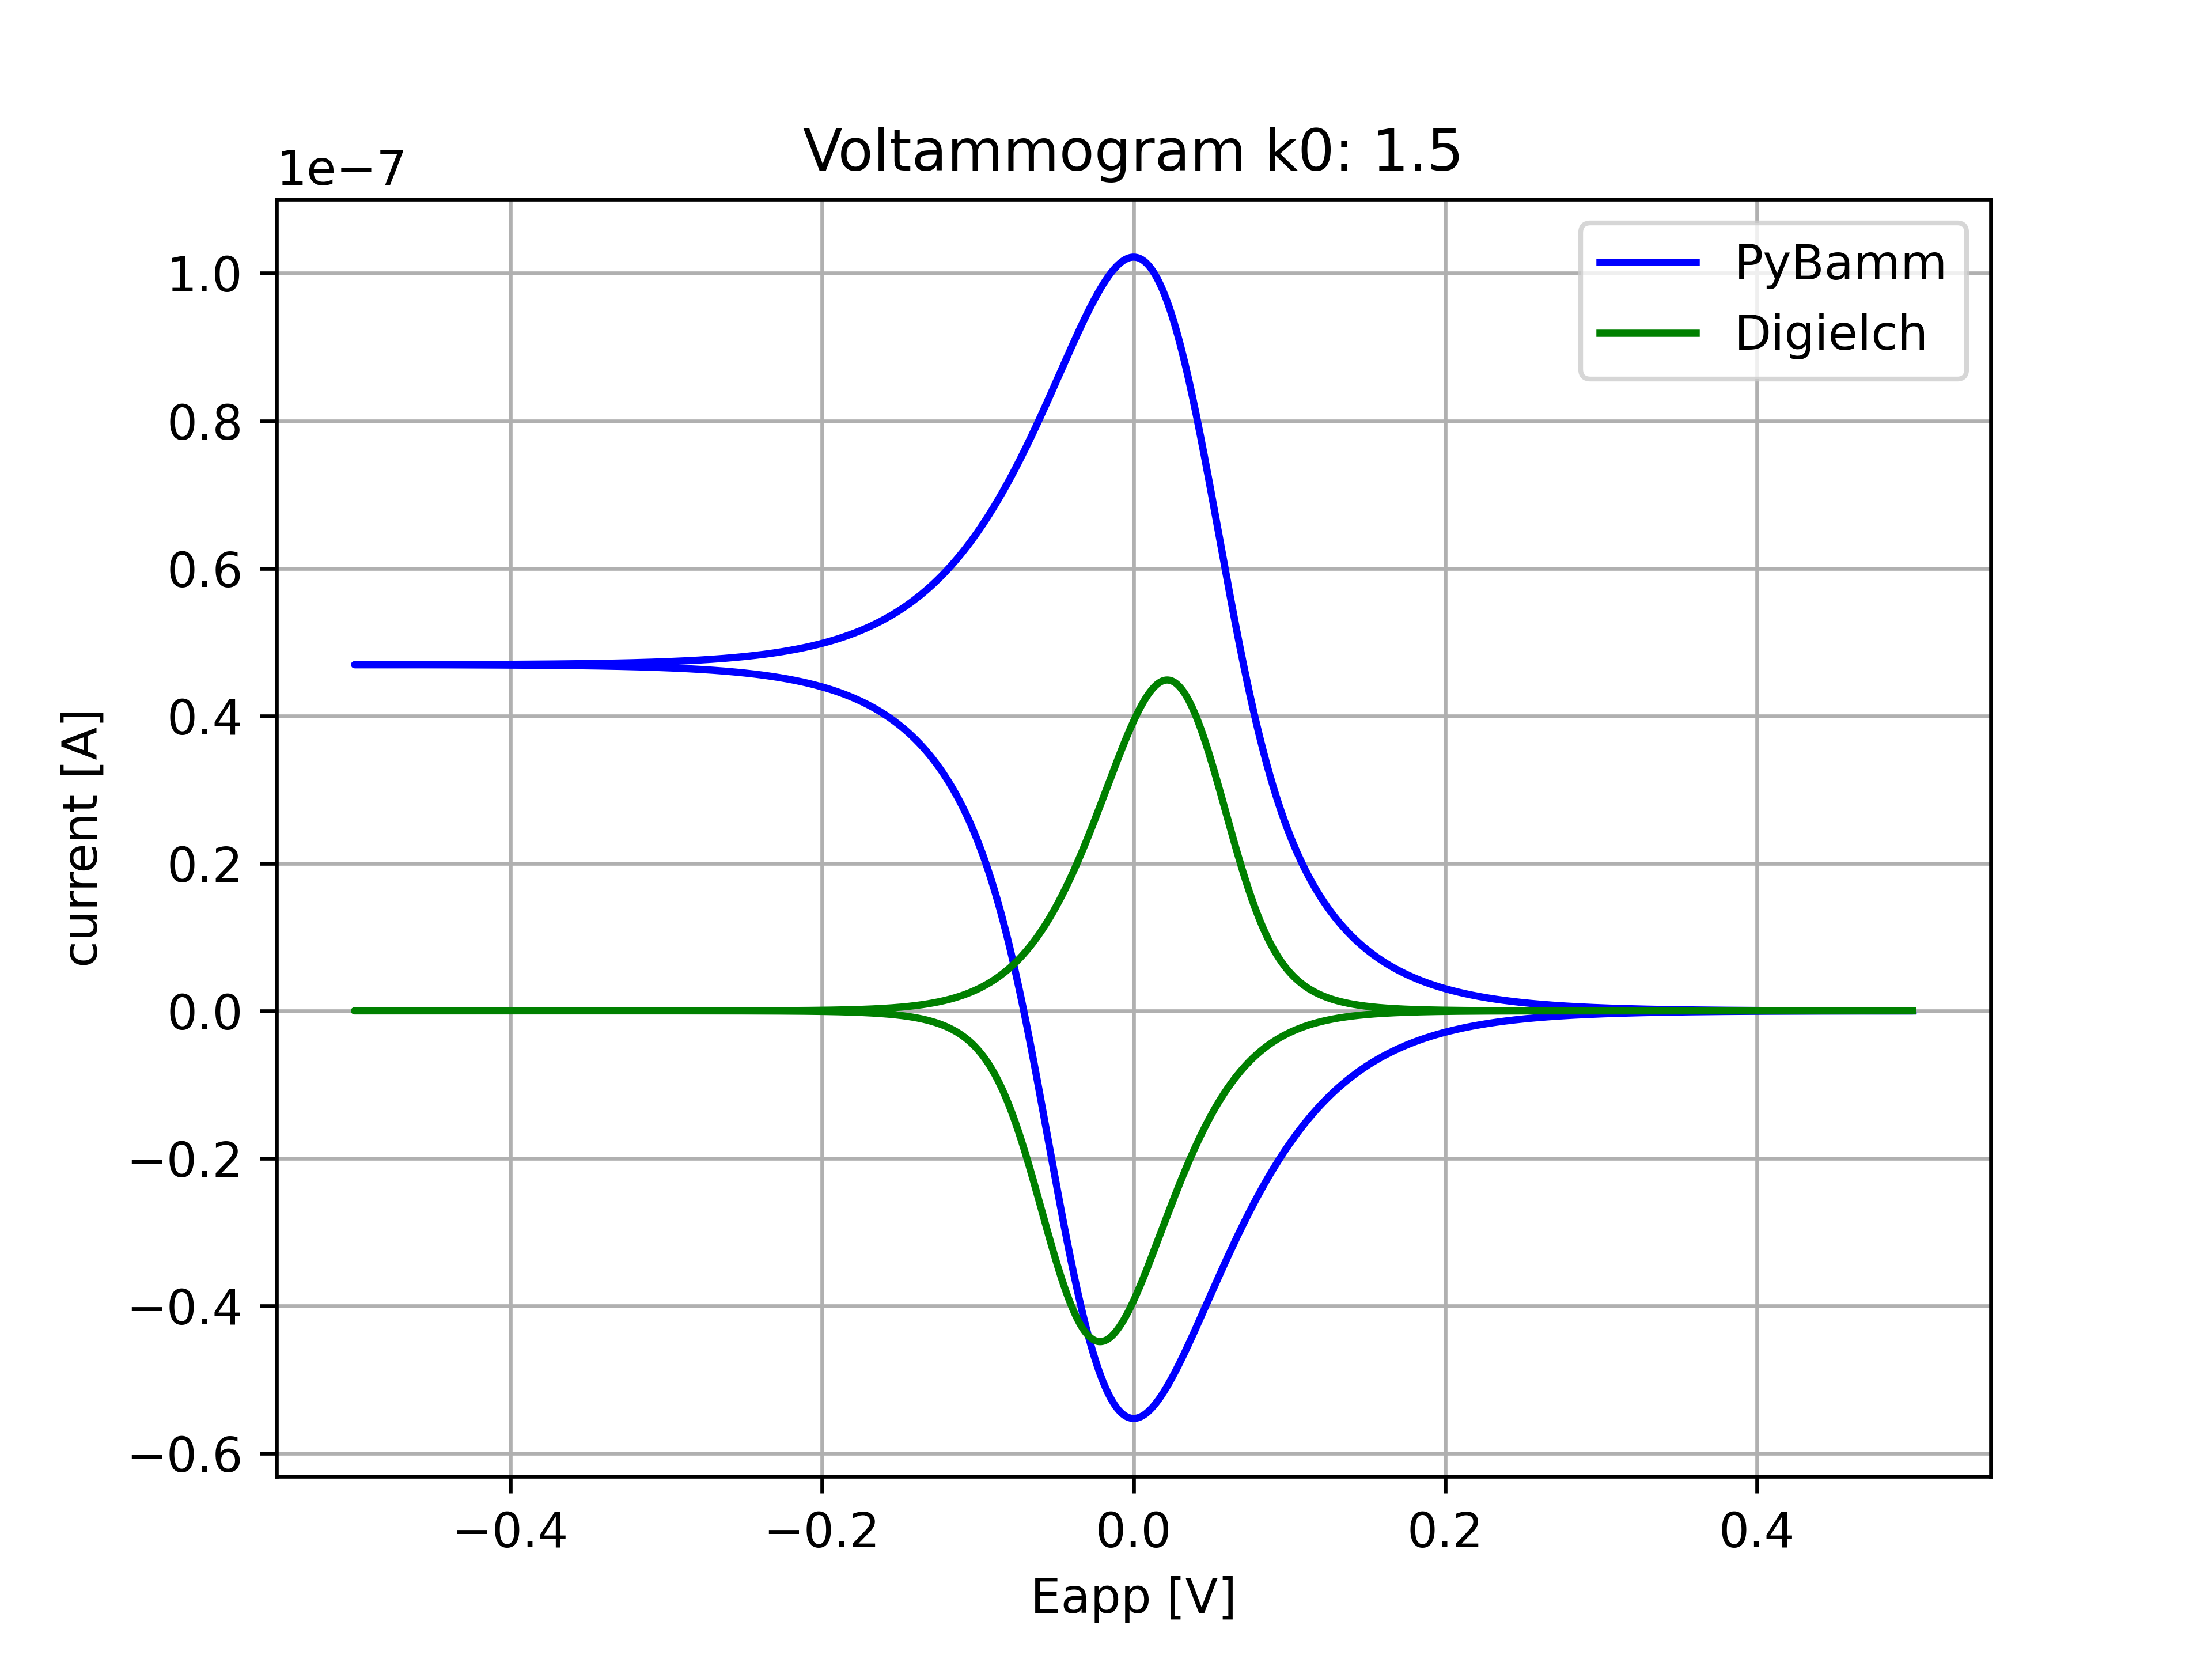 Voltammogram k0: 1.5
1e−7
PyBamm
Digielch
1.0
0.8
0.6
0.4
0.2
0.0
−0.2
−0.4
−0.6
current [A]
−0.4 −0.2 0.0 0.2 0.4
Eapp [V]